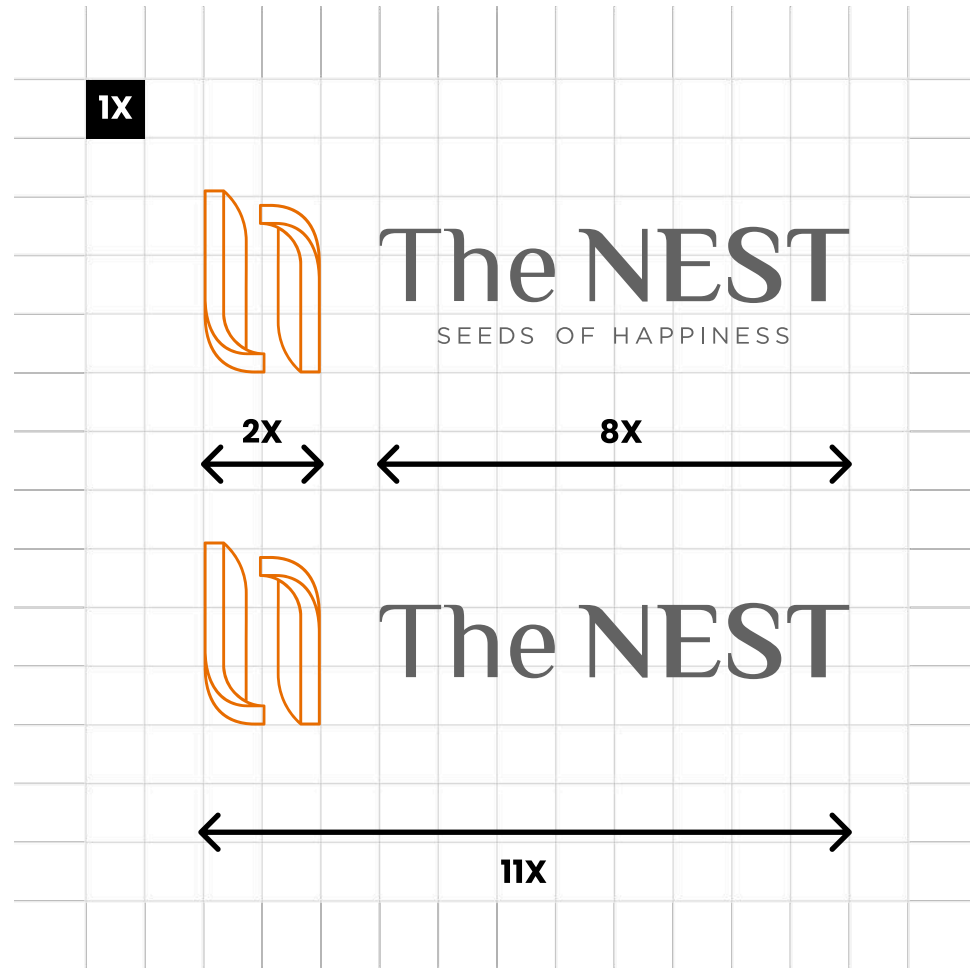 1X
The NEST
SEEDS OF HAPPINESS
2X
8X
The NEST
11X